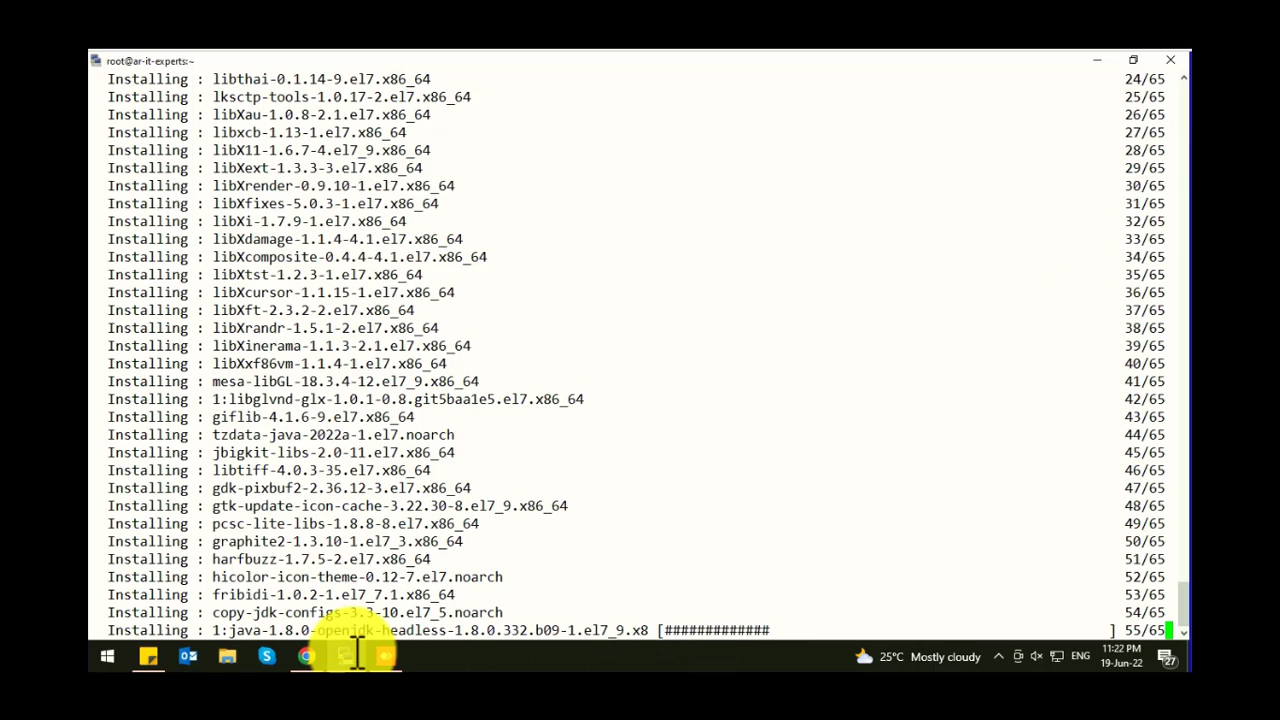 root@ar-it-experts:~
Installing : libthai-0.1.14-9.el7.x86_64 24/65
Installing : lksctp-tools-1.0.17-2.el7.x86_64 25/65
Installing : libXau-1.0.8-2.1.el7.x86_64 26/65
Installing : libxcb-1.13-1.el7.x86_64 27/65
Installing : libX11-1.6.7-4.el7_9.x86_64 28/65
Installing : libXext-1.3.3-3.el7.x86_64 29/65
Installing : libXrender-0.9.10-1.el7.x86_64 30/65
Installing : libXfixes-5.0.3-1.el7.x86_64 31/65
Installing : libXi-1.7.9-1.el7.x86_64 32/65
Installing : libXdamage-1.1.4-4.1.el7.x86_64 33/65
Installing : libXcomposite-0.4.4-4.1.el7.x86_64 34/65
Installing : libXtst-1.2.3-1.el7.x86_64 35/65
Installing : libXcursor-1.1.15-1.el7.x86_64 36/65
Installing : libXft-2.3.2-2.el7.x86_64 37/65
Installing : libXrandr-1.5.1-2.el7.x86_64 38/65
Installing : libXinerama-1.1.3-2.1.el7.x86_64 39/65
Installing : libXxf86vm-1.1.4-1.el7.x86_64 40/65
Installing : mesa-libGL-18.3.4-12.el7_9.x86_64 41/65
Installing : 1:libglvnd-glx-1.0.1-0.8.git5baa1e5.el7.x86_64 42/65
Installing : giflib-4.1.6-9.el7.x86_64 43/65
Installing : tzdata-java-2022a-1.el7.noarch 44/65
Installing : jbigkit-libs-2.0-11.el7.x86_64 45/65
Installing : libtiff-4.0.3-35.el7.x86_64 46/65
Installing : gdk-pixbuf2-2.36.12-3.el7.x86_64 47/65
Installing : gtk-update-icon-cache-3.22.30-8.el7_9.x86_64 48/65
Installing : pcsc-lite-libs-1.8.8-8.el7.x86_64 49/65
Installing : graphite2-1.3.10-1.el7_3.x86_64 50/65
Installing : harfbuzz-1.7.5-2.el7.x86_64 51/65
Installing : hicolor-icon-theme-0.12-7.el7.noarch 52/65
Installing : fribidi-1.0.2-1.el7_7.1.x86_64 53/65
Installing : copy-jdk-configs-3.3-10.el7_5.noarch 54/65
Installing : 1:java-1.8.0-openjdk-headless-1.8.0.332.b09-1.el7_9.x8 [############# ] 55/65
25°C Mostly cloudy ENG 11:22 PM
19-Jun-22 27